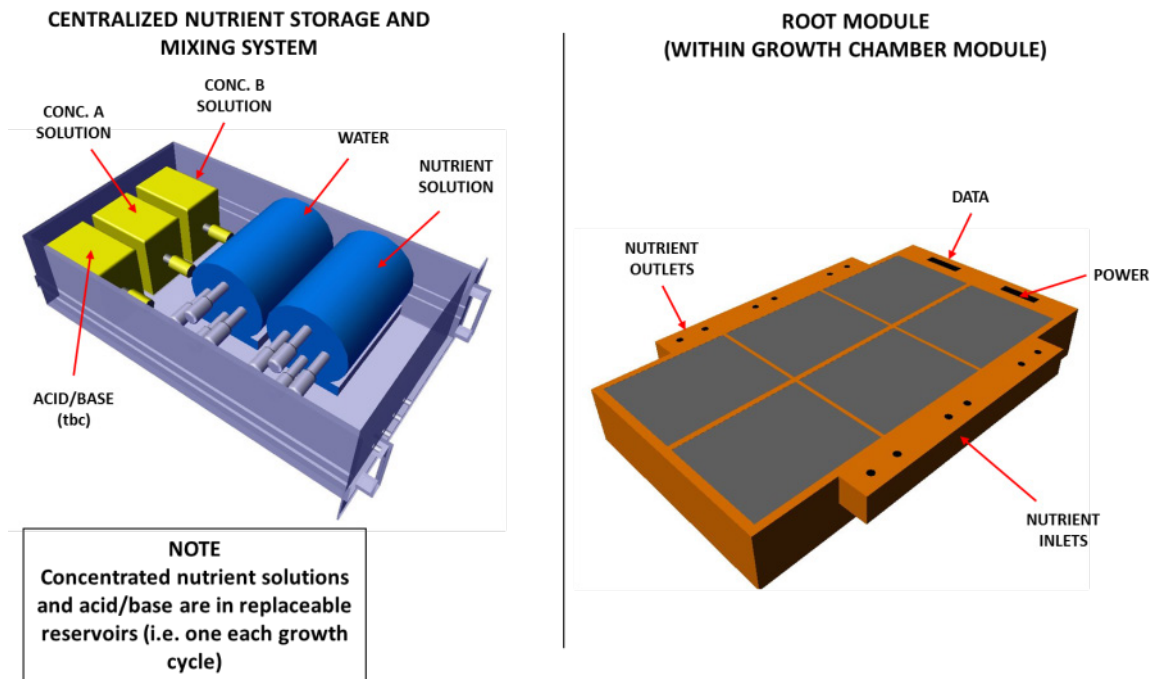 CENTRALIZED NUTRIENT STORAGE AND
MIXING SYSTEM
CONC. B
SOLUTION
CONC. A
SOLUTION
WATER
NUTRIENT
SOLUTION
ACID/BASE
(tbc)
NOTE
Concentrated nutrient solutions
and acid/base are in replaceable
reservoirs (i.e. one each growth
cycle)
ROOT MODULE
(WITHIN GROWTH CHAMBER MODULE)
DATA
NUTRIENT
OUTLETS
POWER
NUTRIENT
INLETS